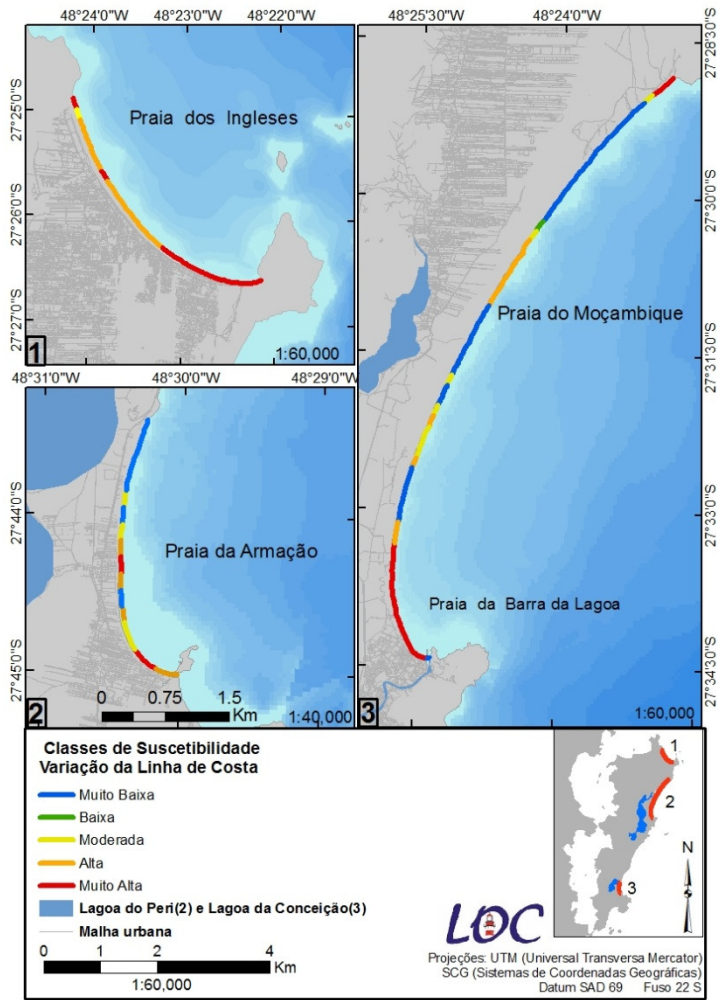 48°24'0"W 48°23'0"W 48°22'0"W
27°25'0"S
27°26'0"S
27°27'0"S
Praia dos Ingleses
1
1:60,000
48°25'30"W 48°24'0"W
27°28'30"S
27°30'0"S
27°31'30"S
27°33'0"S
27°34'30"S
Praia do Moçambique
Praia da Barra da Lagoa
3
1:60,000
48°31'0"W 48°30'0"W 48°29'0"W
27°44'0"S
27°45'0"S
Praia da Armação
2
0 0.75 1.5
Km
1:40,000
Classes de Suscetibilidade
Variação da Linha de Costa
Muito Baixa
Baixa
Moderada
Alta
Muito Alta
Lagoa do Peri(2) e Lagoa da Conceição(3)
Malha urbana
0 1 2 4
Km
1:60,000
1
2
3
N
LOC
Projeções: UTM (Universal Transversa Mercator)
SCG (Sistemas de Coordenadas Geográficas)
Datum SAD 69 Fuso 22 S